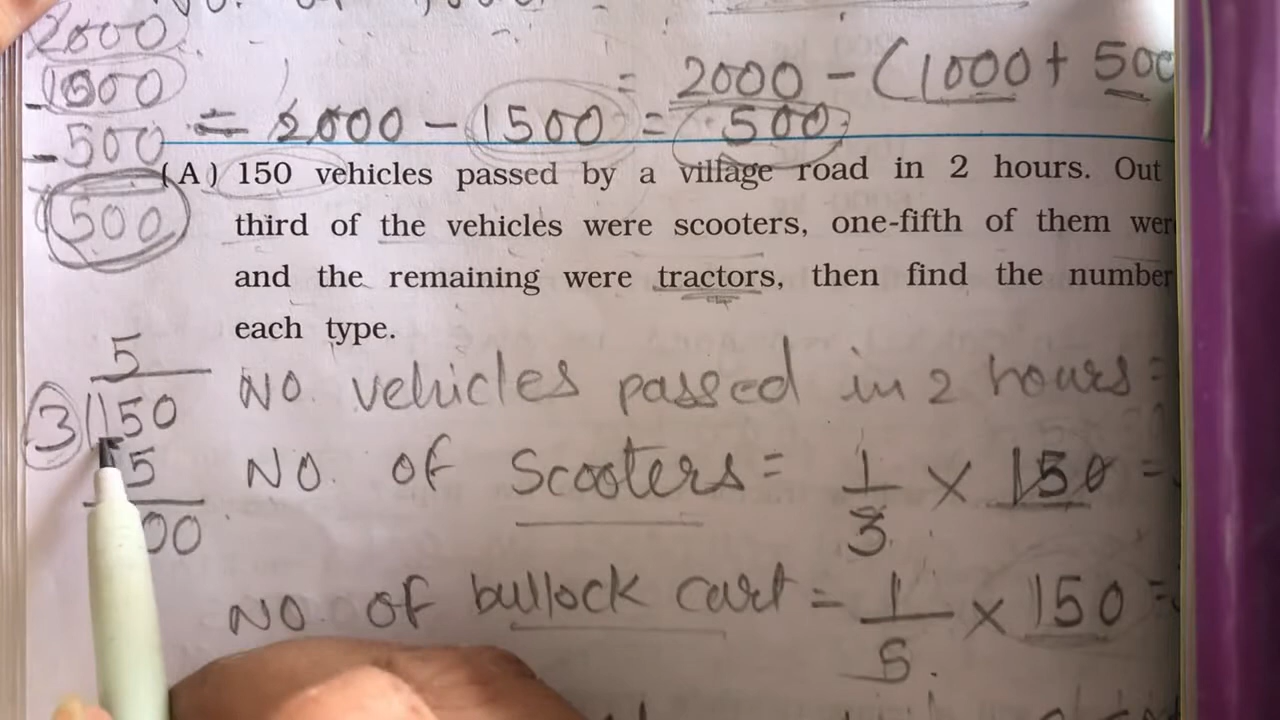 2000
-1000
-500
500
= 2000 - (1000 + 500
= 2000 - 1500 = 500
(A) 150 vehicles passed by a village road in 2 hours. Out
third of the vehicles were scooters, one-fifth of them wer
and the remaining were tractors, then find the number
each type.
5
3 150
15
00
NO. vehicles passed in 2 hours =
NO. of Scooters = 1/3 × 150 =
NO. of bullock cart = 1/5 × 150 =